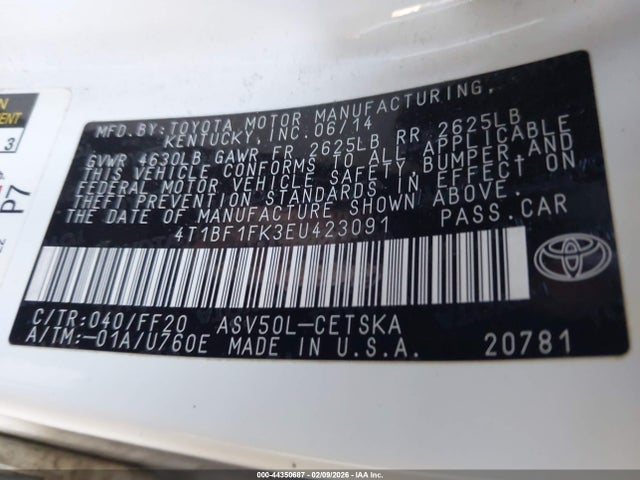 MFD.BY:TOYOTA MOTOR MANUFACTURING,
KENTUCKY,INC.06/14
GVWR 4630LB GAWR FR 2625LB RR 2625LB
THIS VEHICLE CONFORMS TO ALL APPLICABLE
FEDERAL MOTOR VEHICLE SAFETY,BUMPER,AND
THEFT PREVENTION STANDARDS IN EFFECT ON
THE DATE OF MANUFACTURE SHOWN ABOVE.
4T1BF1FK3EU423091 PASS.CAR
C/TR:040/FF20 ASV50L-CETSKA
A/TM:-01A/U760E MADE IN U.S.A. 20781
3
P7
000-44350687 - 02/09/2026 - IAAI